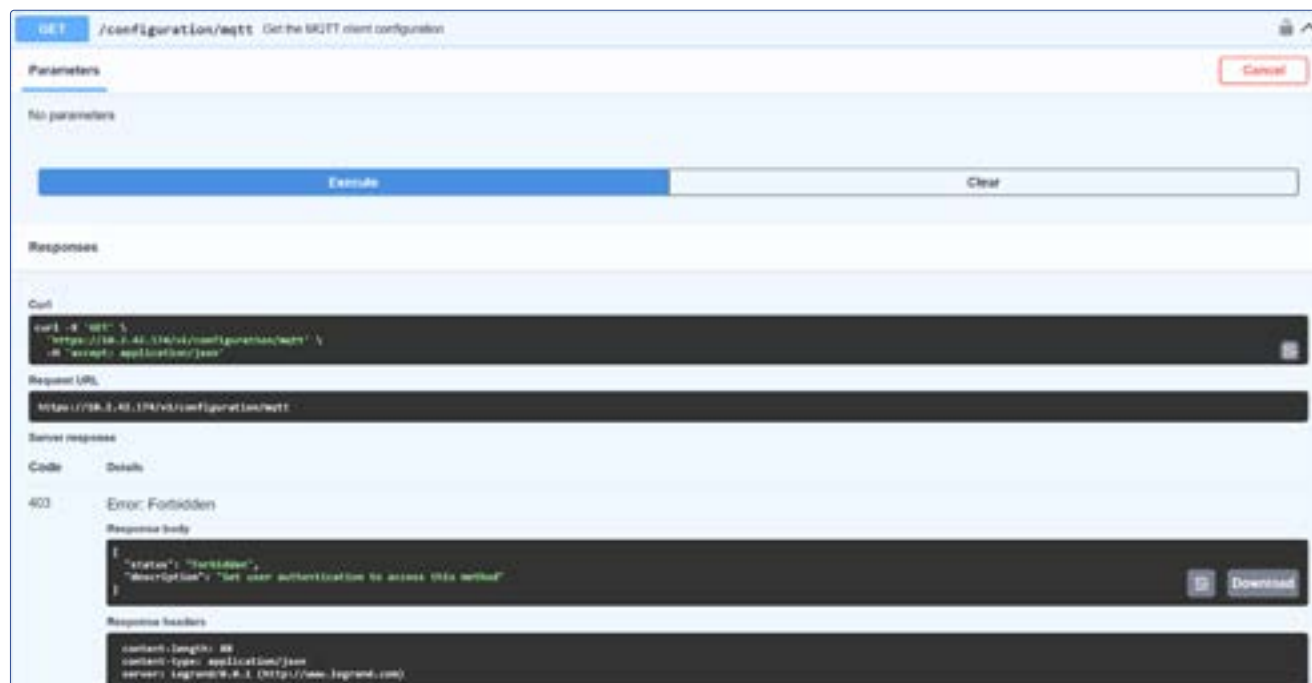 GET /configuration/mqtt Get the MQTT client configuration
Parameters
Cancel
No parameters
Execute
Clear
Responses
Curl
curl -X 'GET' \
'https://10.2.42.174/v1/configuration/mqtt' \
-H 'accept: application/json'
Request URL
https://10.2.42.174/v1/configuration/mqtt
Server response
Code Details
403 Error: Forbidden
Response body
{
"status": "forbidden",
"description": "Set user authentication to access this method"
}
Download
Response headers
content-length: 88
content-type: application/json
server: Legrand/0.0.1 (http://www.legrand.com)